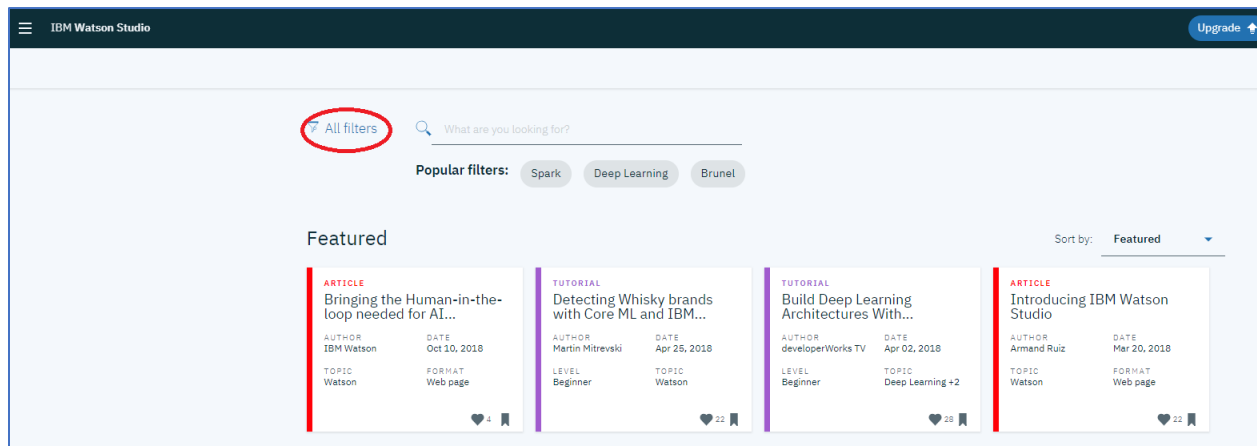 IBM Watson Studio
Upgrade
All filters
What are you looking for?
Popular filters:
Spark
Deep Learning
Brunel
Featured
Sort by:
Featured
ARTICLE
Bringing the Human-in-the-
loop needed for AI...
AUTHOR
DATE
IBM Watson
Oct 10, 2018
TOPIC
FORMAT
Watson
Web page
4
TUTORIAL
Detecting Whisky brands
with Core ML and IBM...
AUTHOR
DATE
Martin Mitrevski
Apr 25, 2018
LEVEL
TOPIC
Beginner
Watson
22
TUTORIAL
Build Deep Learning
Architectures With...
AUTHOR
DATE
developerWorks TV
Apr 02, 2018
LEVEL
TOPIC
Beginner
Deep Learning +2
28
ARTICLE
Introducing IBM Watson
Studio
AUTHOR
DATE
Armand Ruiz
Mar 20, 2018
TOPIC
FORMAT
Watson
Web page
22